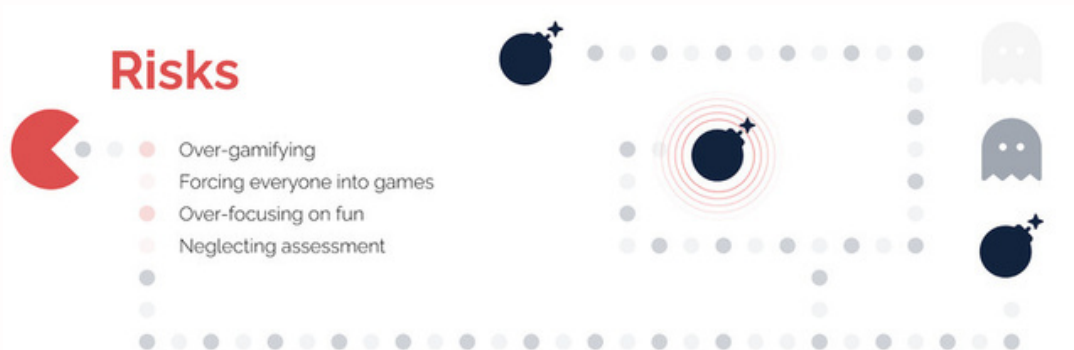 Risks
Over-gamifying
Forcing everyone into games
Over-focusing on fun
Neglecting assessment